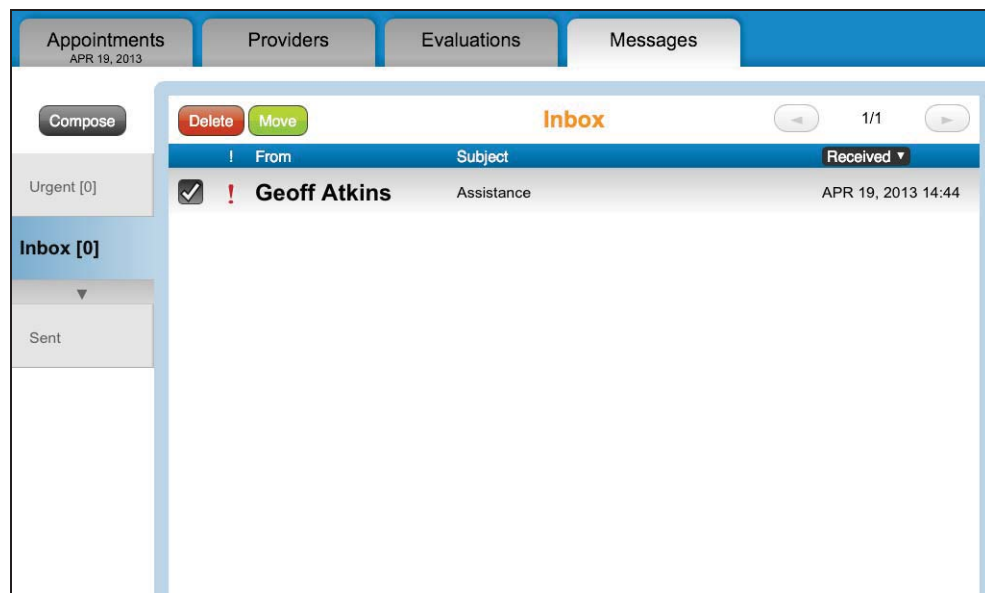 Appointments Providers Evaluations Messages
APR 19, 2013
Compose Delete Move Inbox 1/1
! From Subject Received ▼
Urgent [0]
! Geoff Atkins Assistance APR 19, 2013 14:44
Inbox [0]
Sent